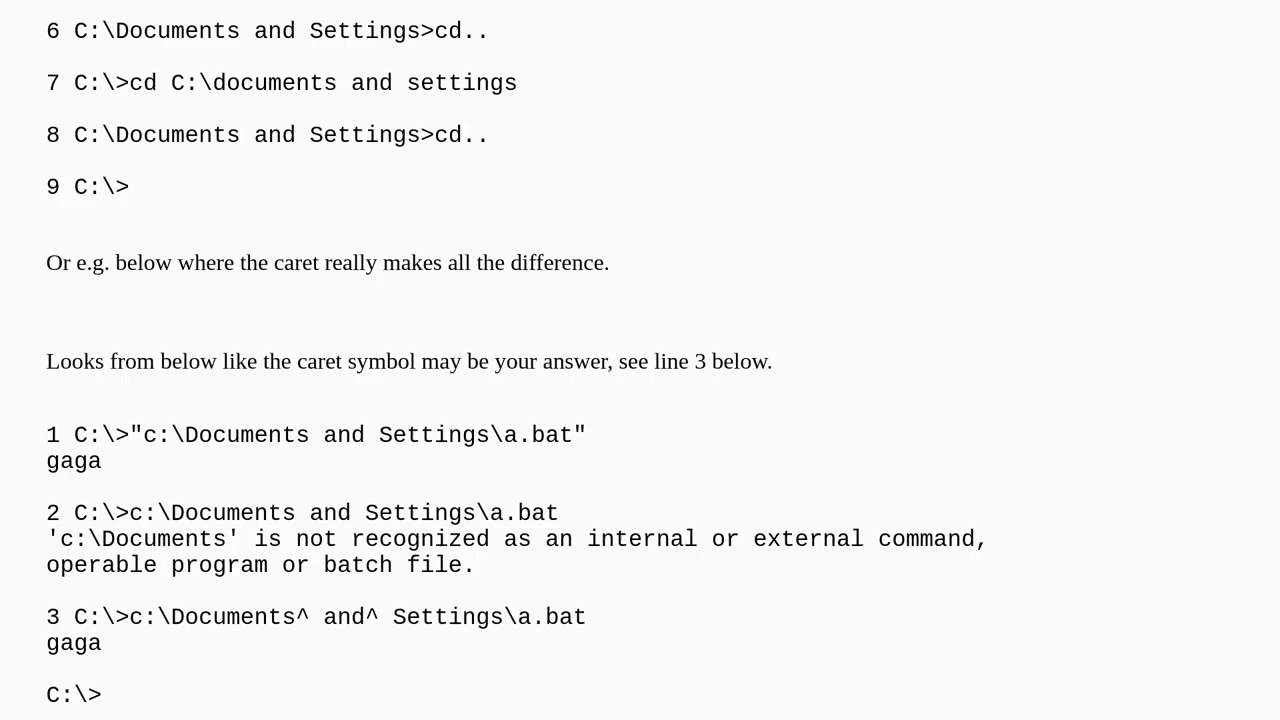 6 C:\Documents and Settings>cd..
7 C:\>cd C:\documents and settings
8 C:\Documents and Settings>cd..
9 C:\>
Or e.g. below where the caret really makes all the difference.
Looks from below like the caret symbol may be your answer, see line 3 below.
1 C:\>"c:\Documents and Settings\a.bat"
gaga
2 C:\>c:\Documents and Settings\a.bat
'c:\Documents' is not recognized as an internal or external command,
operable program or batch file.
3 C:\>c:\Documents^ and^ Settings\a.bat
gaga
C:\>